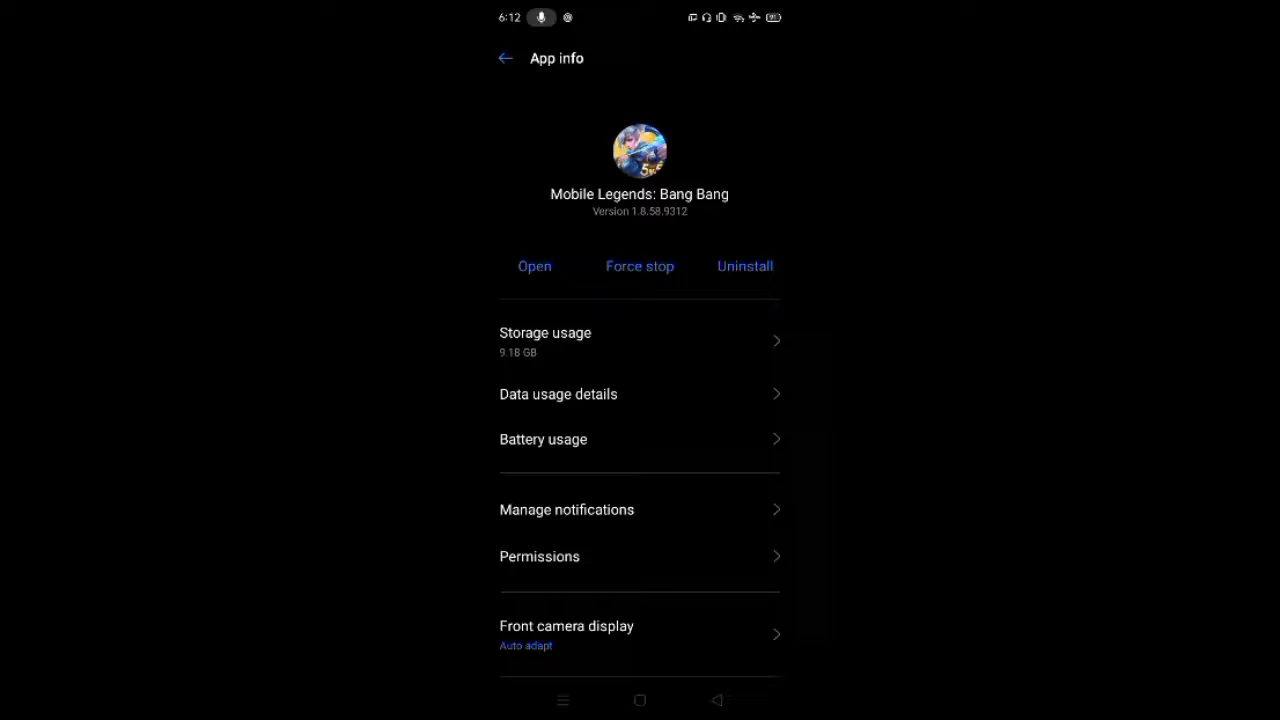 6:12
App info
5v5
Mobile Legends: Bang Bang
Version 1.8.58.9312
Open
Force stop
Uninstall
Storage usage
9.18 GB
Data usage details
Battery usage
Manage notifications
Permissions
Front camera display
Auto adapt